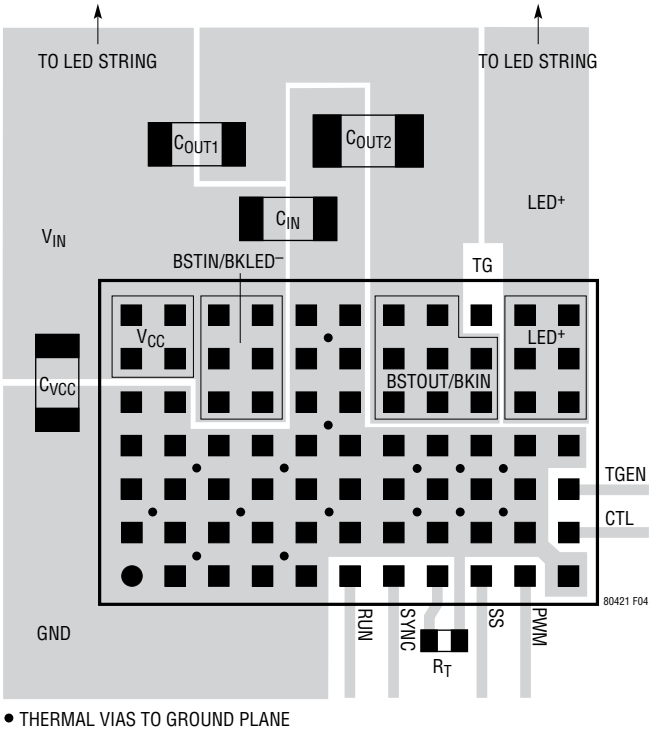 TO LED STRING
TO LED STRING
COUT1
COUT2
CIN
LED+
VIN
BSTIN/BKLED–
TG
VCC
LED+
CVCC
BSTOUT/BKIN
TGEN
CTL
80421 F04
GND
RUN
SYNC
RT
SS
PWM
● THERMAL VIAS TO GROUND PLANE